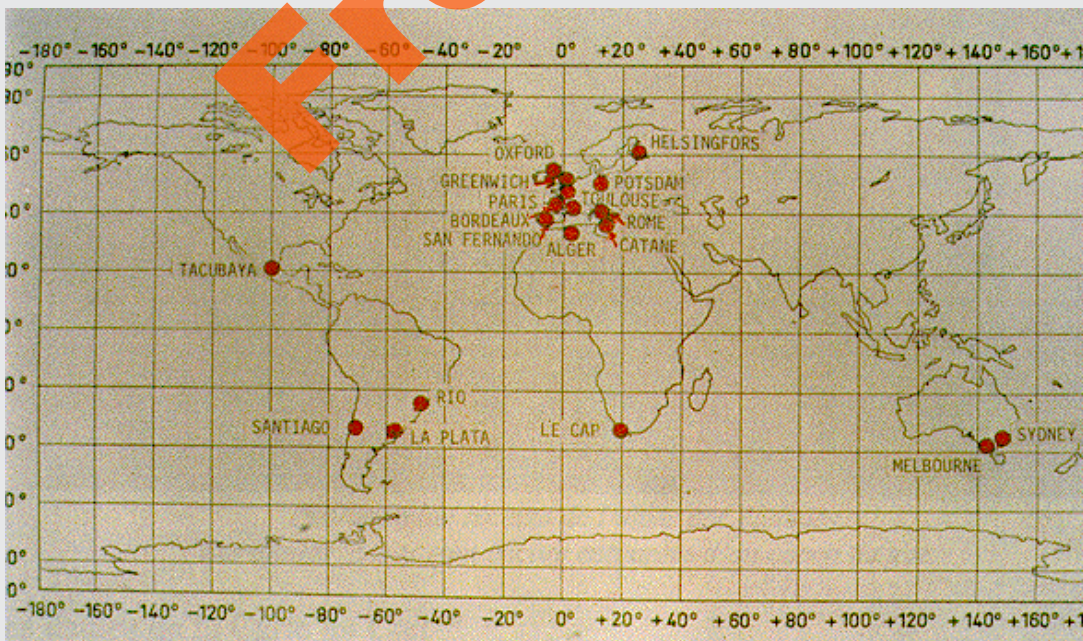 Fro
-180° -160° -140° -120° -100° -80° -60° -40° -20° 0° +20° +40° +60° +80° +100° +120° +140° +160°
80°
60°
HELSINGFORS
OXFORD
GREENWICH
POTSDAM
PARIS
TOULOUSE
BORDEAUX
ROME
SAN FERNANDO
ALGER
CATANE
TACUBAYA
RIO
SANTIAGO
LA PLATA
LE CAP
SYDNEY
MELBOURNE
-180° -160° -140° -120° -100° -80° -60° -40° -20° 0° +20° +40° +60° +80° +100° +120° +140° +160°